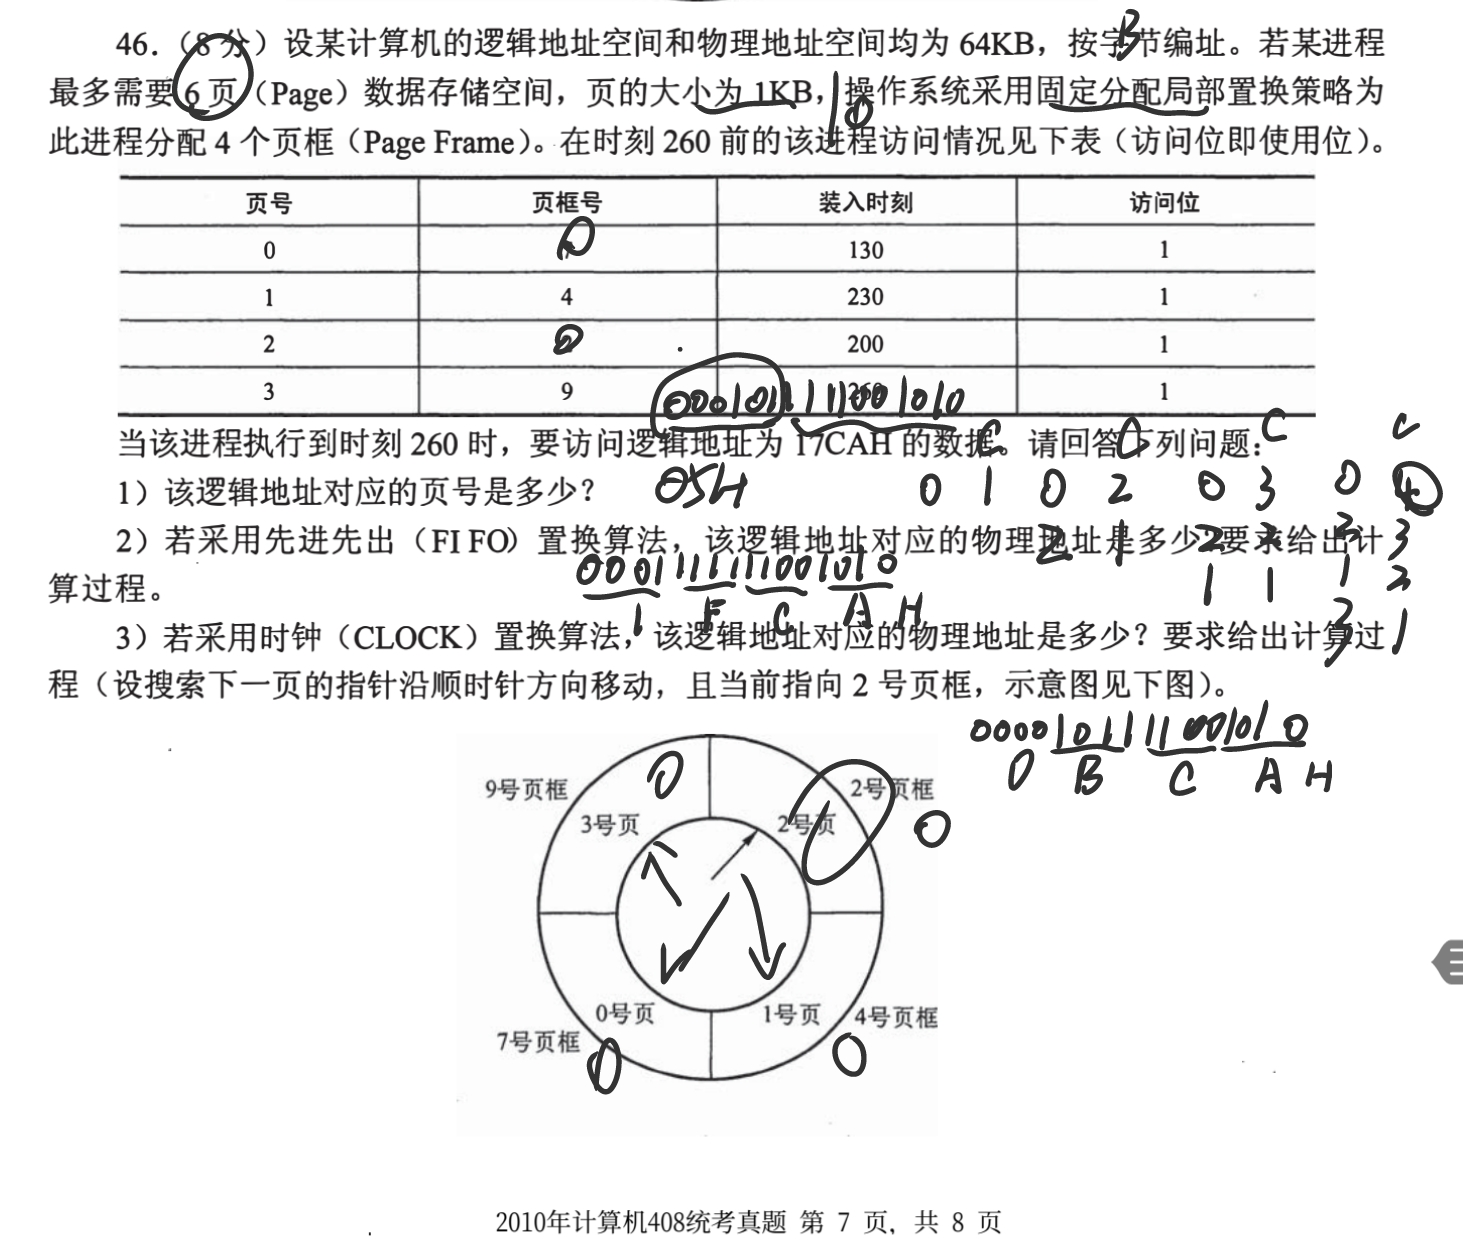 46.（8分）设某计算机的逻辑地址空间和物理地址空间均为 64KB，按字节编址。若某进程
B
最多需要 6 页（Page）数据存储空间，页的大小为 1KB，操作系统采用固定分配局部置换策略为
10
此进程分配 4 个页框（Page Frame）。在时刻 260 前的该进程访问情况见下表（访问位即使用位）。
页号 页框号 装入时刻 访问位
0 130 1
1 4 230 1
2 200 1
3 9 1
0001011111001010
当该进程执行到时刻 260 时，要访问逻辑地址为 17CAH 的数据。请回答下列问题：
C C C
1）该逻辑地址对应的页号是多少？
05H 0 1 0 2 0 3 0 4
2）若采用先进先出（FI FO）置换算法，该逻辑地址对应的物理地址是多少？要求给出计
2 1 2 2 3 3
算过程。
0001111111001010
1 1 1 2
1 F C A H
3 1
3）若采用时钟（CLOCK）置换算法，该逻辑地址对应的物理地址是多少？要求给出计算过
程（设搜索下一页的指针沿顺时针方向移动，且当前指向 2 号页框，示意图见下图）。
0000101111001010
0 B C A H
9号页框 0 2号页框
3号页 2号页 0
0号页 1号页 4号页框
7号页框 0 0
2010年计算机408统考真题 第 7 页，共 8 页